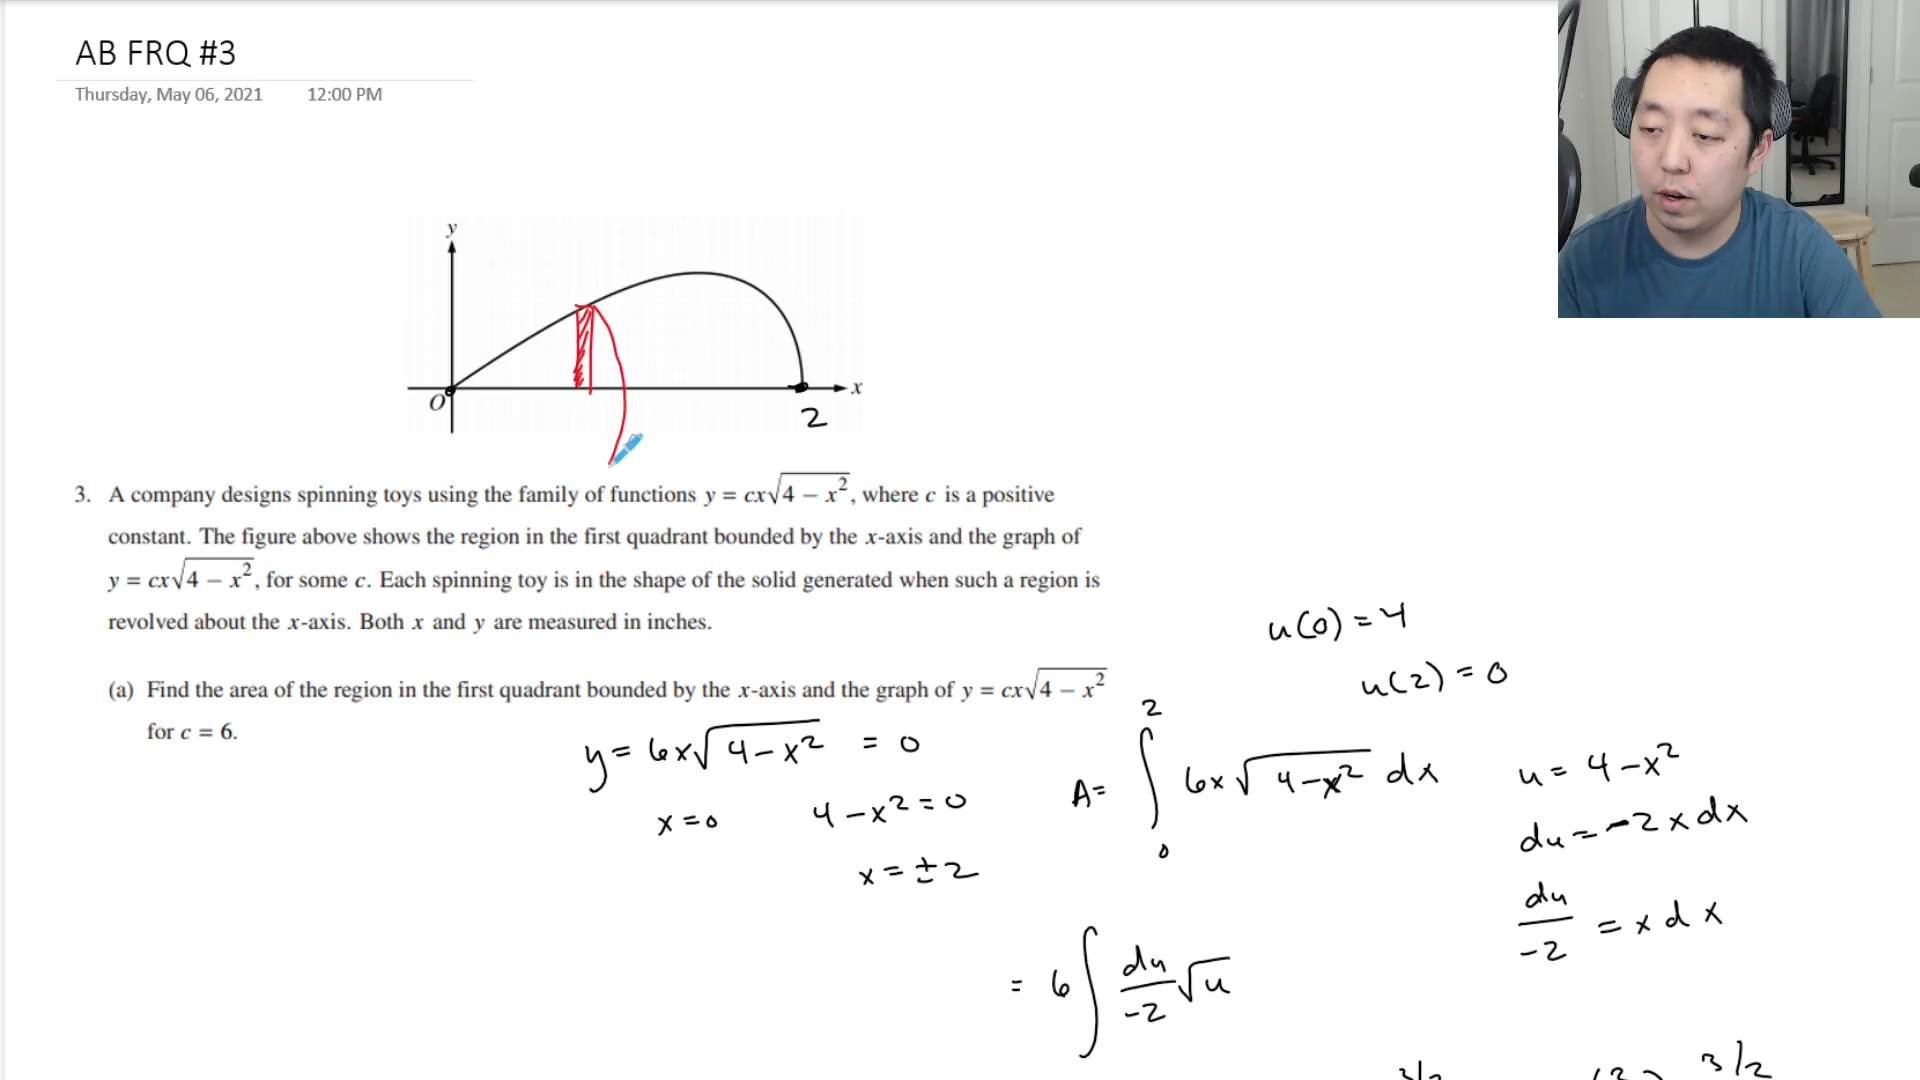 AB FRQ #3
Thursday, May 06, 2021 12:00 PM
y
O
x
2
3. A company designs spinning toys using the family of functions y = cx√(4 − x²), where c is a positive
constant. The figure above shows the region in the first quadrant bounded by the x-axis and the graph of
y = cx√(4 − x²), for some c. Each spinning toy is in the shape of the solid generated when such a region is
revolved about the x-axis. Both x and y are measured in inches.
(a) Find the area of the region in the first quadrant bounded by the x-axis and the graph of y = cx√(4 − x²)
for c = 6.
y = 6x√(4−x²) = 0
x = 0
4 − x² = 0
x = ±2
u(0) = 4
u(2) = 0
A = ∫₀² 6x√(4−x²) dx
u = 4 − x²
du = −2x dx
du/−2 = x dx
= 6 ∫ du/−2 √u
3/2